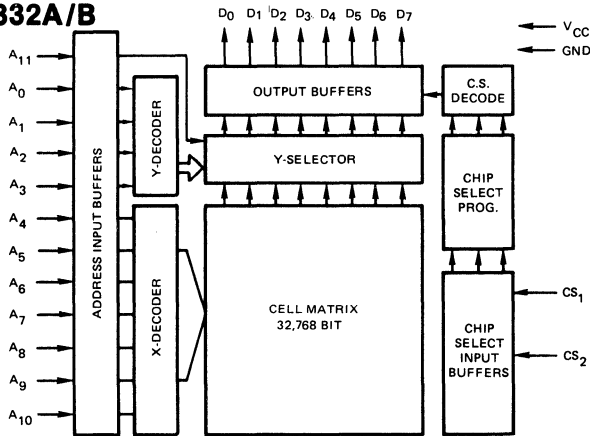 332A/B
D0 D1 D2 D3 D4 D5 D6 D7
VCC
GND
A11
A0
A1
A2
A3
A4
A5
A6
A7
A8
A9
A10
ADDRESS INPUT BUFFERS
Y-DECODER
X-DECODER
OUTPUT BUFFERS
Y-SELECTOR
CELL MATRIX
32,768 BIT
C.S.
DECODE
CHIP
SELECT
PROG.
CHIP
SELECT
INPUT
BUFFERS
CS1
CS2